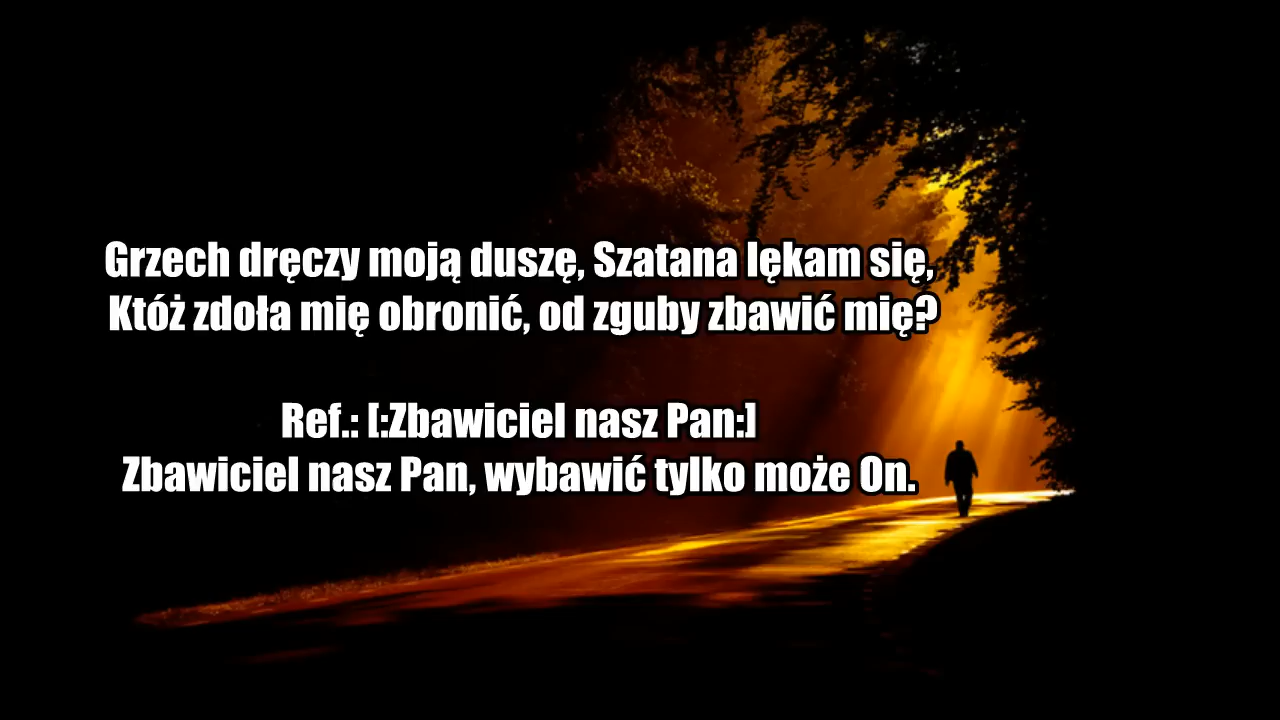 Grzech dręczy moją duszę, Szatana lękam się,
Któż zdoła mię obronić, od zguby zbawić mię?
Ref.: [:Zbawiciel nasz Pan:]
Zbawiciel nasz Pan, wybawić tylko może On.